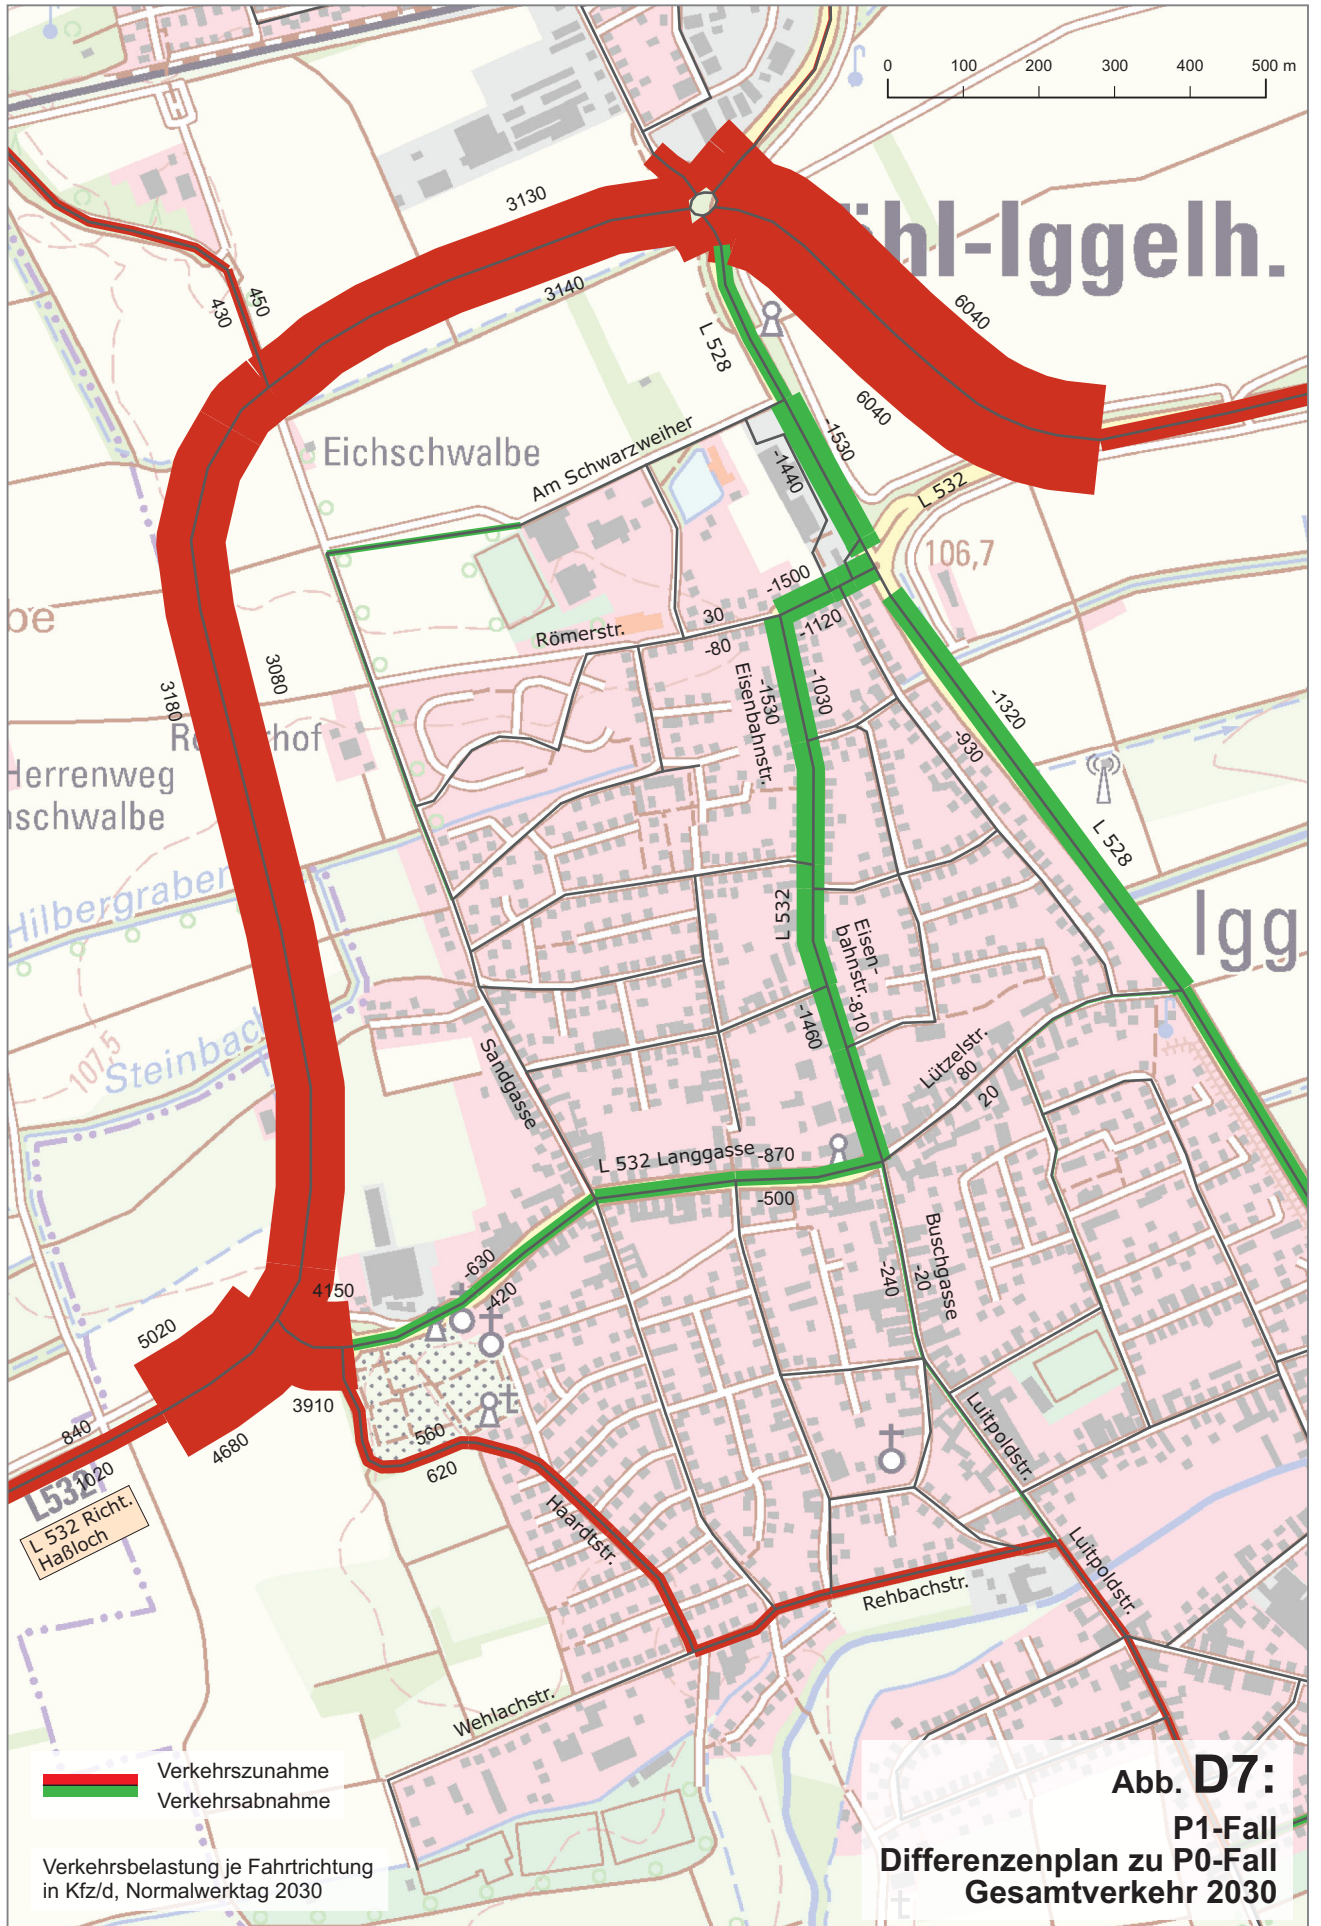 0 100 200 300 400 500 m
3130
hl-Iggelh.
450
430
3140
6040
L 528
6040
Eichschwalbe
Am Schwarzweiher
-1530
-1440
L 532
106,7
-1500
-1120
30
Römerstr.
-80
be
3080
3180
Eisenbahnstr.
-1530
-1030
-1320
-930
hof
Herrenweg
schwalbe
L 528
Hilbergraben
L 532
Eisen-
bahnstr.
Igg
-810
-1460
107,5
Steinbach
Sandgasse
Lützelstr.
80
20
L 532 Langgasse
-870
-500
Buschgasse
-630
-420
-240
-20
4150
5020
3910
4680
840
1020
L532
L 532 Richt.
Haßloch
560
620
Haardtstr.
Luitpoldstr.
Luitpoldstr.
Rehbachstr.
Wehlachstr.
Verkehrszunahme
Verkehrsabnahme
Verkehrsbelastung je Fahrtrichtung
in Kfz/d, Normalwerktag 2030
Abb. D7:
P1-Fall
Differenzenplan zu P0-Fall
Gesamtverkehr 2030